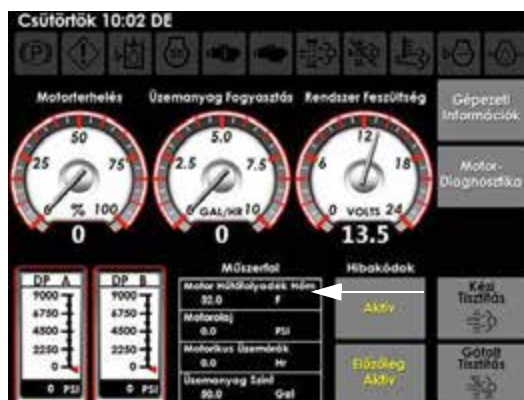 Csütörtök 10:02 DE
Motorterhelés Üzemanyag Fogyasztás Rendszer Feszültség
Gépezeti
Információk
Motor-
Diagnosztika
0 25 50 75 100
%
0
0 2.5 5.0 7.5 10
GAL/HR
0
0 6 12 18 24
VOLTS
13.5
Műszerfal
Hibakódok
DP A
9000
6750
4500
2250
0
0 PSI
DP B
9000
6750
4500
2250
0
0 PSI
Motor Hűtőfolyadék Hőm
32.0 F
Motorolaj
0.0 PSI
Motorikus Üzemórák
0.0 Hr
Üzemanyag Szint
50.0 Gal
Aktív
Előzőleg
Aktív
Kézi
Tisztítás
Gátolt
Tisztítás